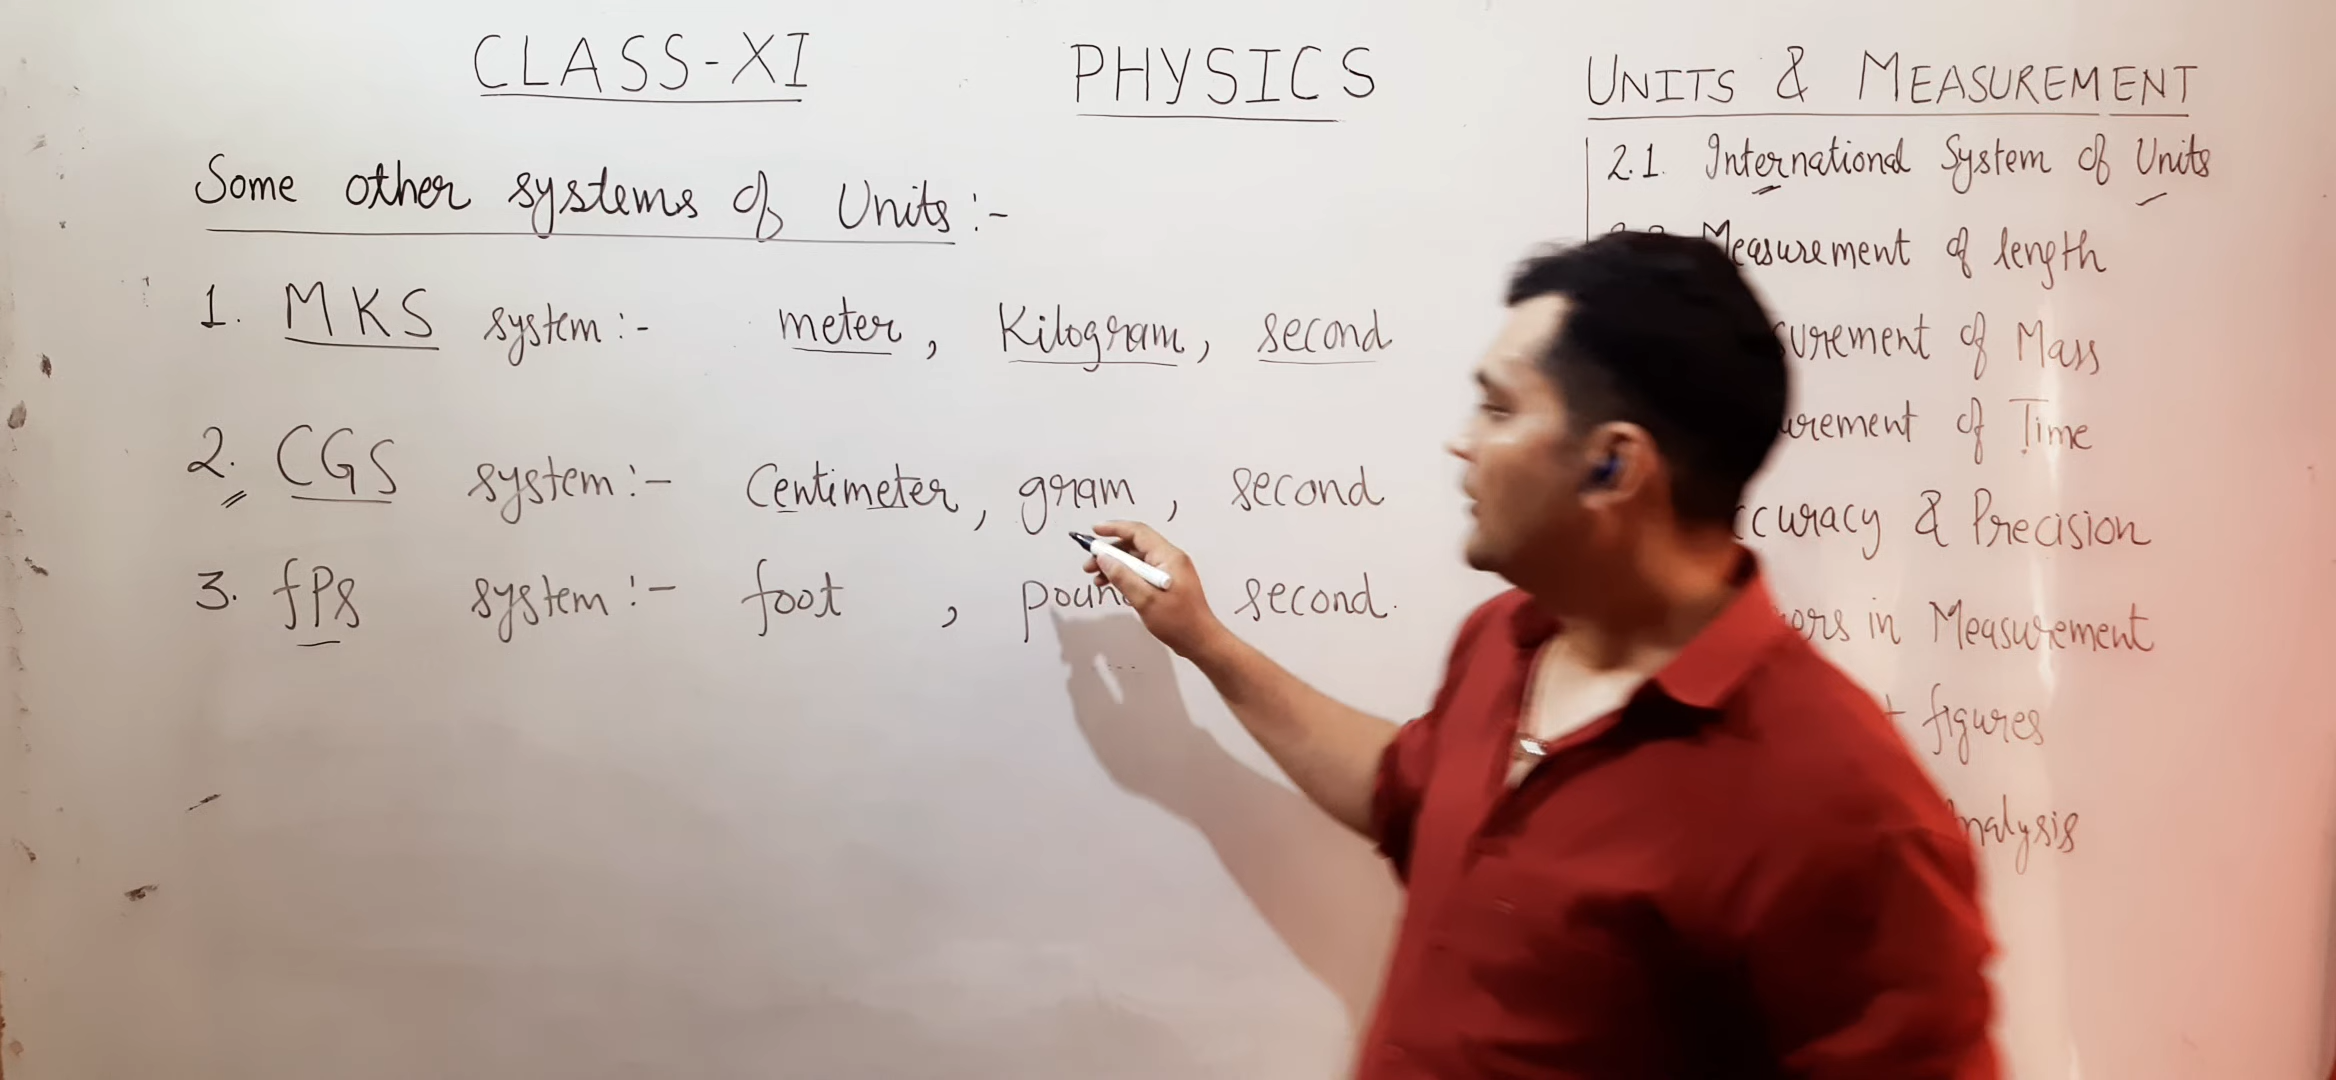 CLASS-XI PHYSICS
Some other systems of Units :-
1. MKS system :- meter, Kilogram, second
2. CGS system :- Centimeter, gram, second
3. fPs system :- foot, pound second.
UNITS & MEASUREMENT
2.1. International System of Units
Measurement of length
surement of Mass
urement of Time
ccuracy & Precision
rors in Measurement
t figures
nalysis